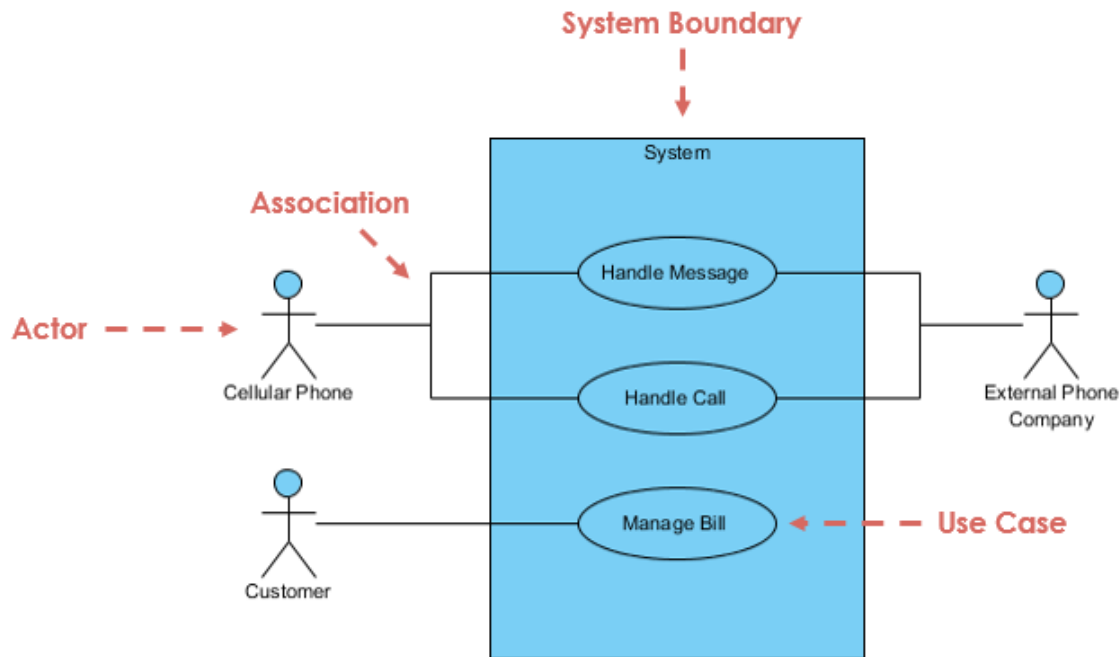 System Boundary
System
Association
Handle Message
Actor
Cellular Phone
Handle Call
External Phone
Company
Manage Bill
Use Case
Customer